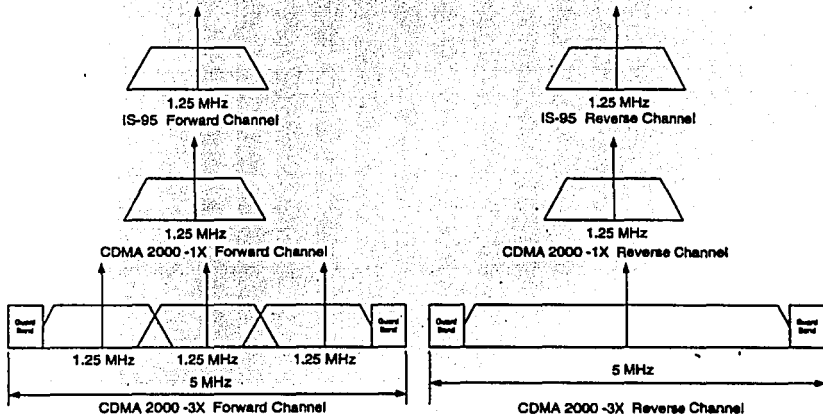 1.25 MHz
IS-95 Forward Channel
1.25 MHz
IS-95 Reverse Channel
1.25 MHz
CDMA 2000 -1X Forward Channel
1.25 MHz
CDMA 2000 -1X Reverse Channel
Guard Band
1.25 MHz
1.25 MHz
1.25 MHz
Guard Band
5 MHz
CDMA 2000 -3X Forward Channel
Guard Band
Guard Band
5 MHz
CDMA 2000 -3X Reverse Channel